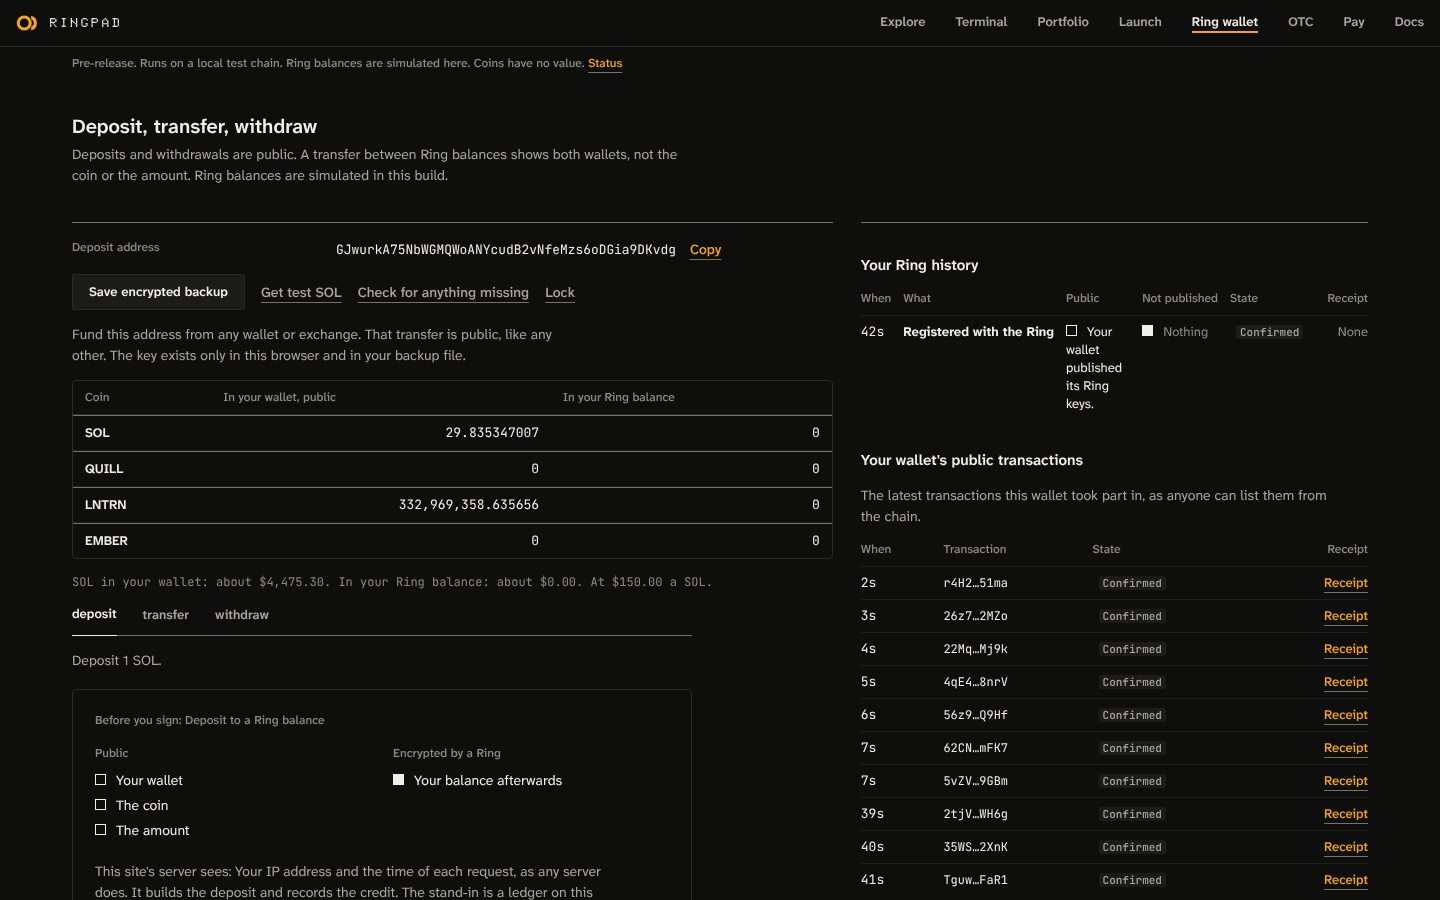 RINGPAD
Explore Terminal Portfolio Launch Ring wallet OTC Pay Docs
Pre-release. Runs on a local test chain. Ring balances are simulated here. Coins have no value. Status
Deposit, transfer, withdraw
Deposits and withdrawals are public. A transfer between Ring balances shows both wallets, not the
coin or the amount. Ring balances are simulated in this build.
Deposit address GJwurkA75NbWGMQWoANYcudB2vNfeMzs6oDGia9DKvdg Copy
Save encrypted backup Get test SOL Check for anything missing Lock
Fund this address from any wallet or exchange. That transfer is public, like any
other. The key exists only in this browser and in your backup file.
Coin In your wallet, public In your Ring balance
SOL 29.835347007 0
QUILL 0 0
LNTRN 332,969,358.635656 0
EMBER 0 0
SOL in your wallet: about $4,475.30. In your Ring balance: about $0.00. At $150.00 a SOL.
deposit transfer withdraw
Deposit 1 SOL.
Before you sign: Deposit to a Ring balance
Public Encrypted by a Ring
Your wallet Your balance afterwards
The coin
The amount
This site's server sees: Your IP address and the time of each request, as any server
does. It builds the deposit and records the credit. The stand-in is a ledger on this
Your Ring history
When What Public Not published State Receipt
42s Registered with the Ring Your Nothing Confirmed None
wallet
published
its Ring
keys.
Your wallet's public transactions
The latest transactions this wallet took part in, as anyone can list them from
the chain.
When Transaction State Receipt
2s r4H2…51ma Confirmed Receipt
3s 26z7…2MZo Confirmed Receipt
4s 22Mq…Mj9k Confirmed Receipt
5s 4qE4…8nrV Confirmed Receipt
6s 56z9…Q9Hf Confirmed Receipt
7s 62CN…mFK7 Confirmed Receipt
7s 5vZV…9GBm Confirmed Receipt
39s 2tjV…WH6g Confirmed Receipt
40s 35WS…2XnK Confirmed Receipt
41s Tguw…FaR1 Confirmed Receipt